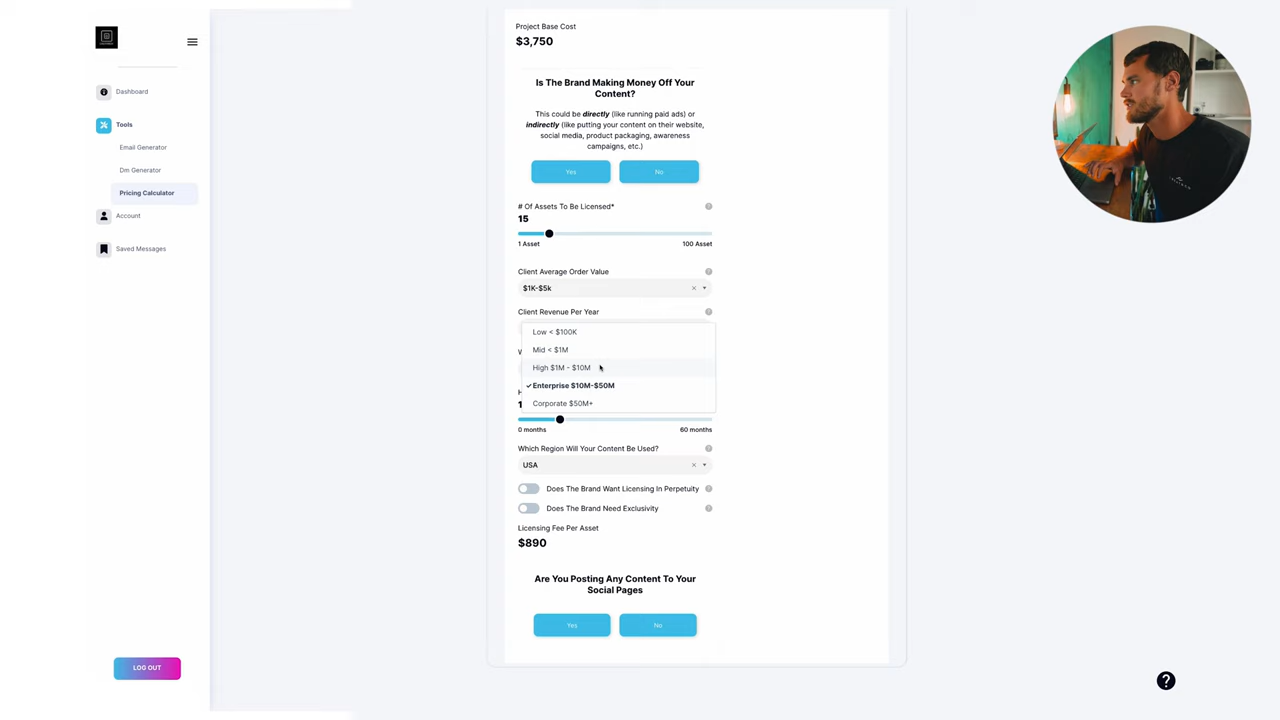 Dashboard
Tools
Email Generator
Dm Generator
Pricing Calculator
Account
Saved Messages
LOG OUT
Project Base Cost
$3,750
Is The Brand Making Money Off Your
Content?
This could be directly (like running paid ads) or
indirectly (like putting your content on their website,
social media, product packaging, awareness
campaigns, etc.)
Yes
No
# Of Assets To Be Licensed*
15
1 Asset
100 Asset
Client Average Order Value
$1K-$5k
Client Revenue Per Year
Low < $100K
Mid < $1M
High $1M - $10M
Enterprise $10M-$50M
Corporate $50M+
0 months
60 months
Which Region Will Your Content Be Used?
USA
Does The Brand Want Licensing In Perpetuity
Does The Brand Need Exclusivity
Licensing Fee Per Asset
$890
Are You Posting Any Content To Your
Social Pages
Yes
No